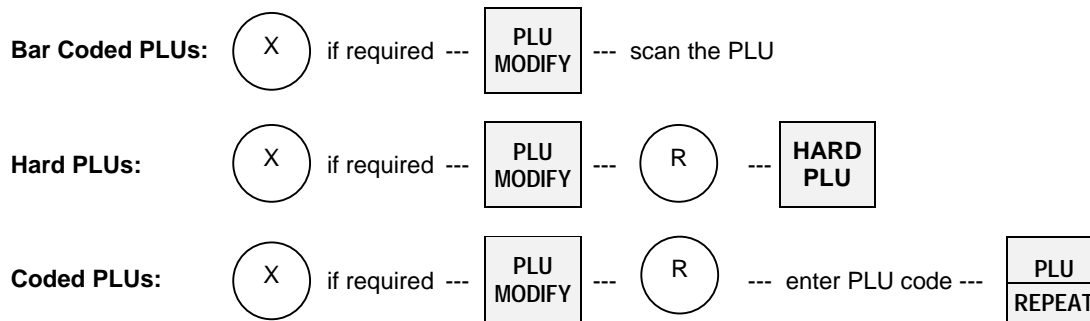 Bar Coded PLUs: X if required --- PLU MODIFY --- scan the PLU
Hard PLUs: X if required --- PLU MODIFY --- R --- HARD PLU
Coded PLUs: X if required --- PLU MODIFY --- R --- enter PLU code --- PLU REPEAT